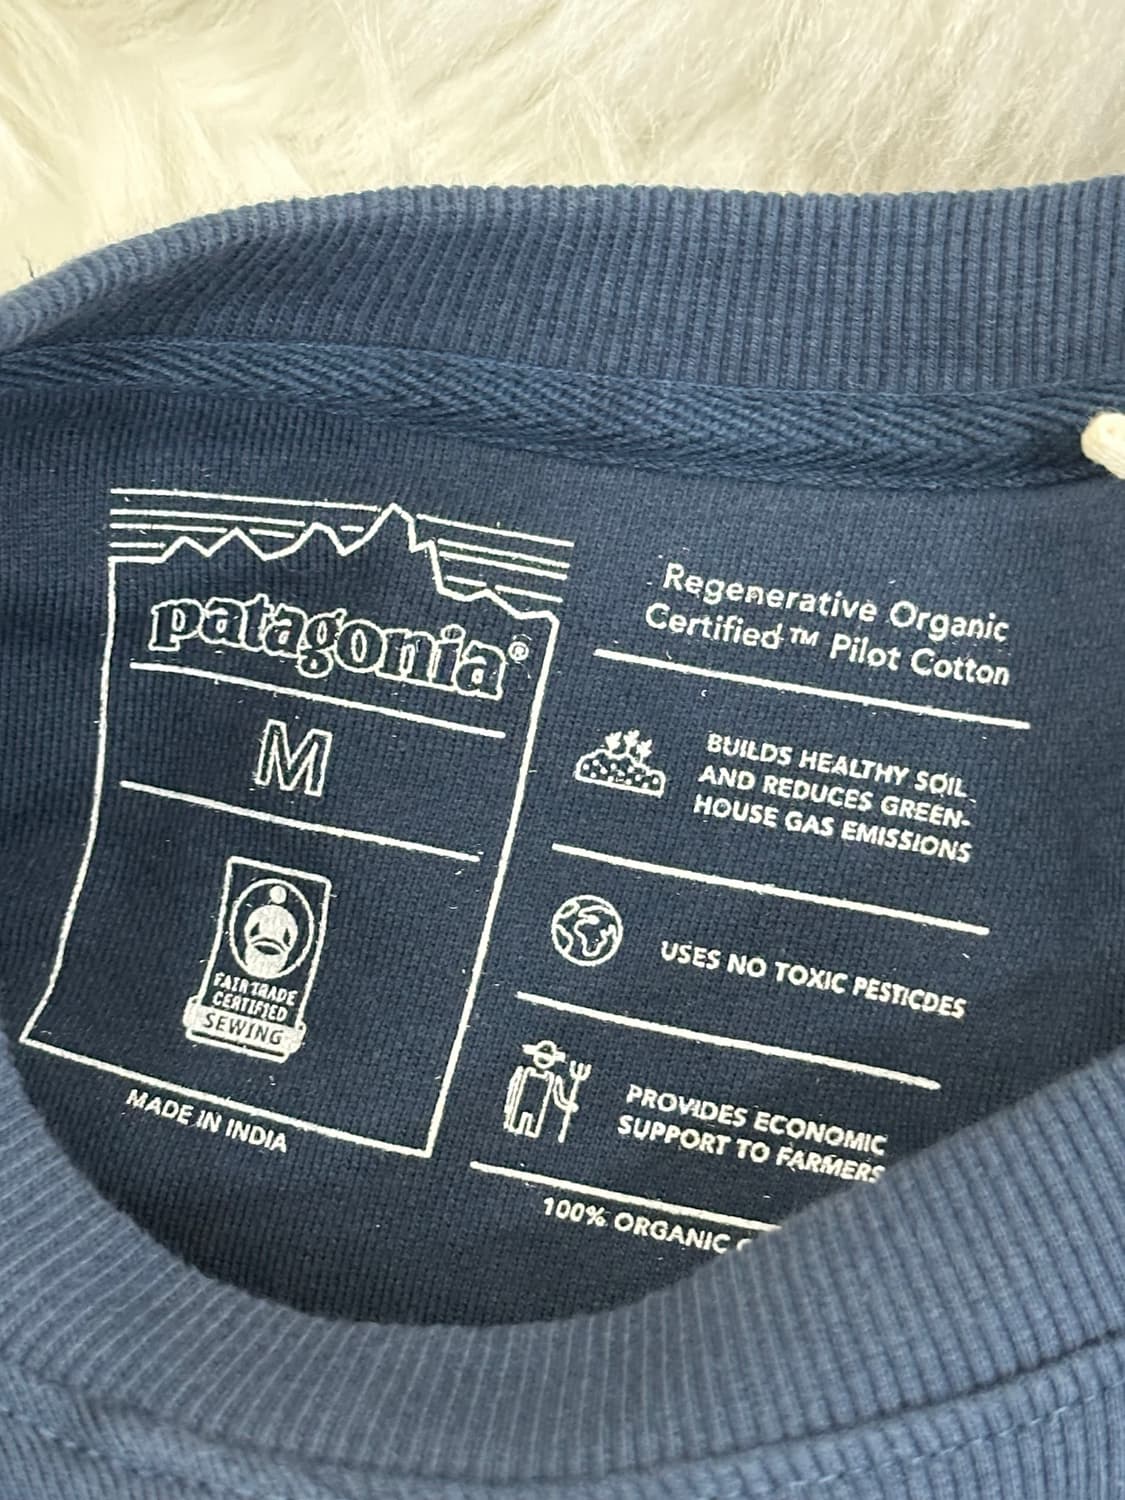 patagonia®
M
FAIR TRADE
CERTIFIED
SEWING
MADE IN INDIA
Regenerative Organic
Certified™ Pilot Cotton
BUILDS HEALTHY SOIL
AND REDUCES GREEN-
HOUSE GAS EMISSIONS
USES NO TOXIC PESTICDES
PROVIDES ECONOMIC
SUPPORT TO FARMERS
100% ORGANIC